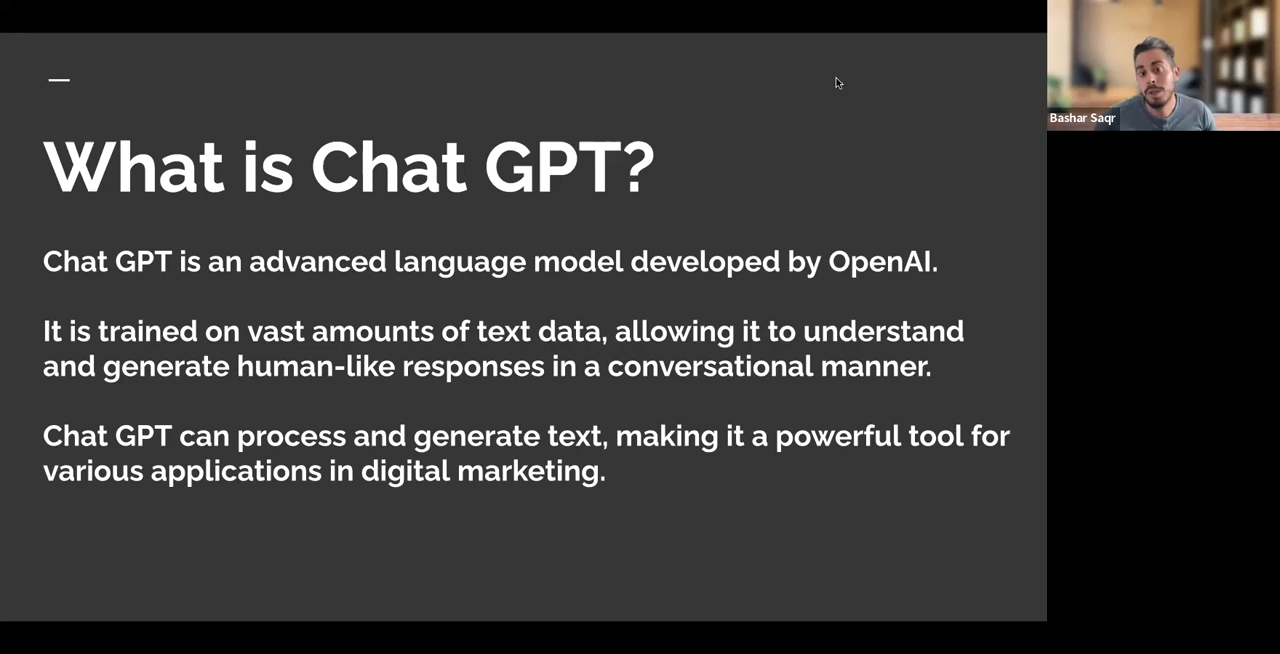 What is Chat GPT?
Chat GPT is an advanced language model developed by OpenAI.
It is trained on vast amounts of text data, allowing it to understand
and generate human-like responses in a conversational manner.
Chat GPT can process and generate text, making it a powerful tool for
various applications in digital marketing.
Bashar Saqr